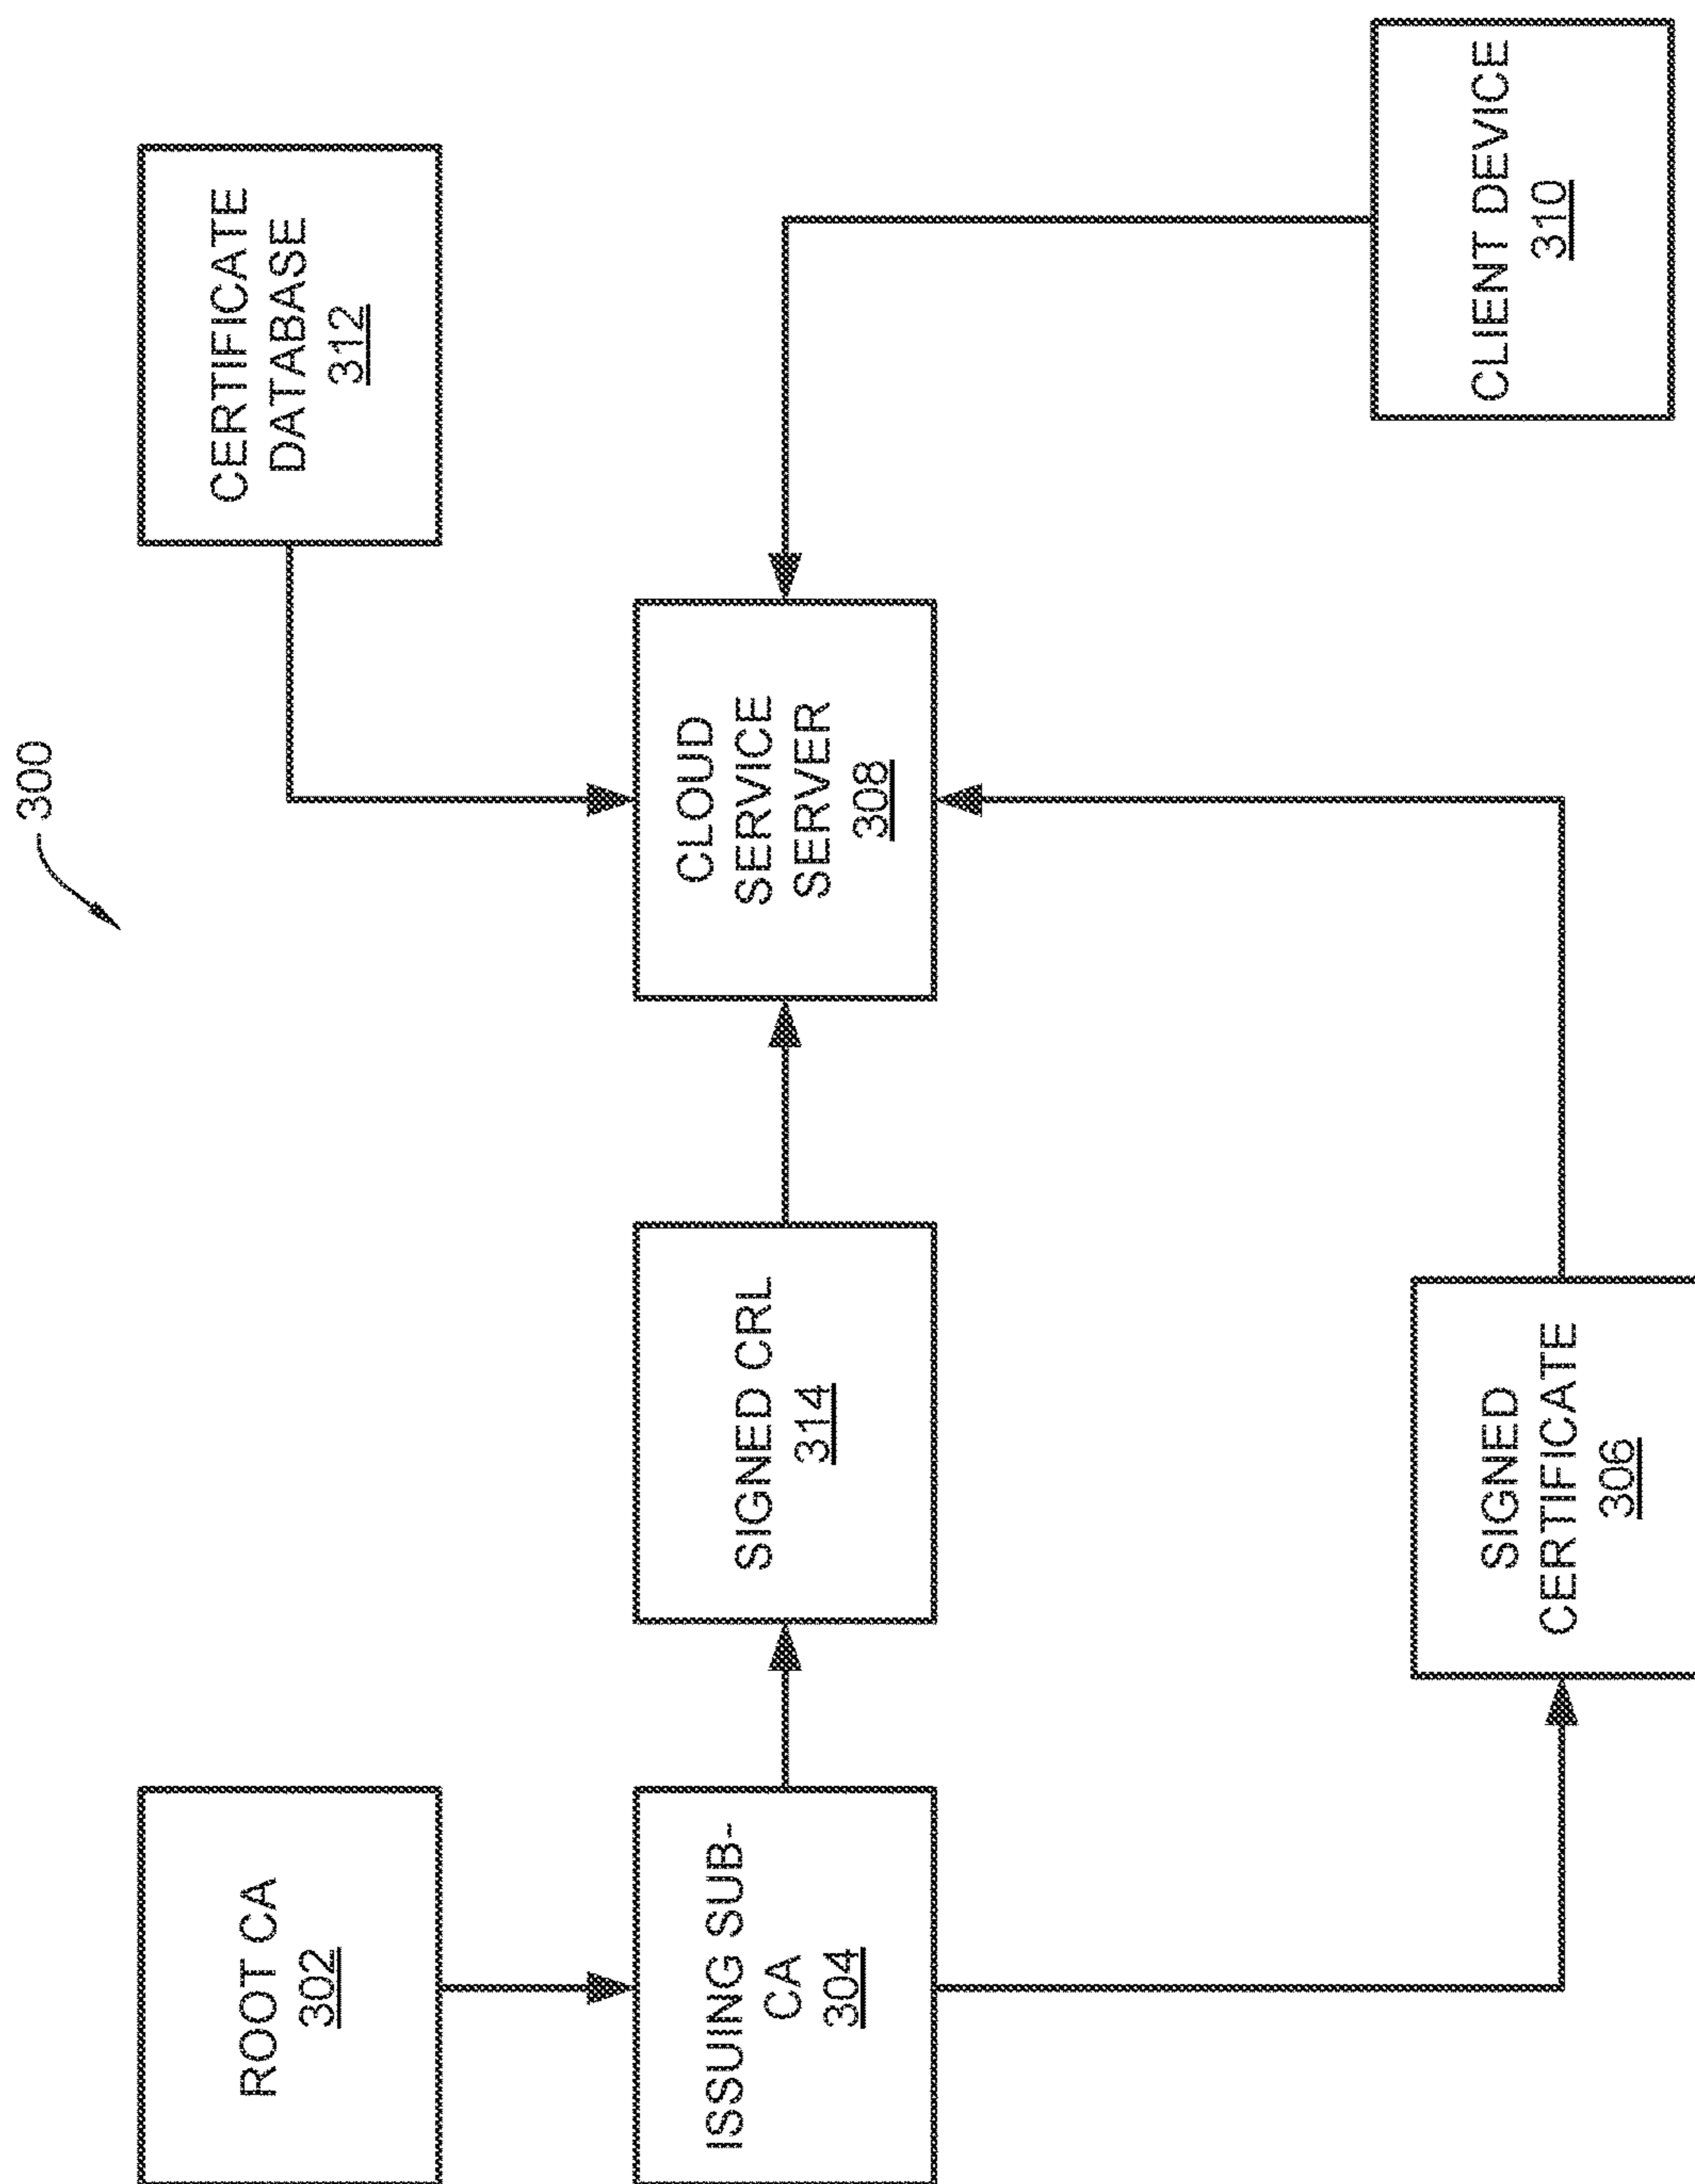 300
ROOT CA
302
CERTIFICATE
DATABASE
312
ISSUING SUB-
CA
304
SIGNED CRL
314
CLOUD
SERVICE
SERVER
308
SIGNED
CERTIFICATE
306
CLIENT DEVICE
310